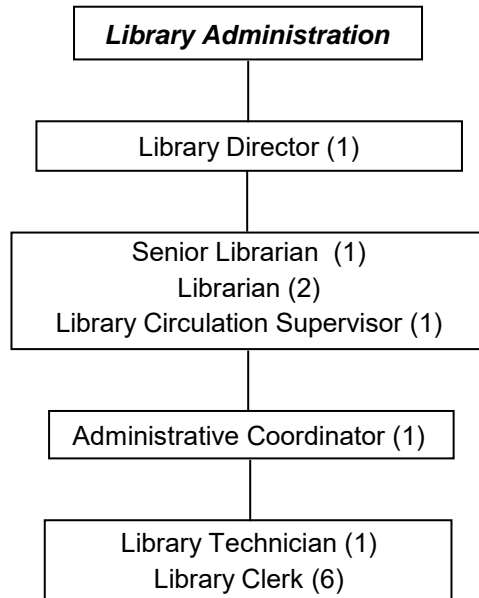 Library Administration
Library Director (1)
Senior Librarian (1)
Librarian (2)
Library Circulation Supervisor (1)
Administrative Coordinator (1)
Library Technician (1)
Library Clerk (6)